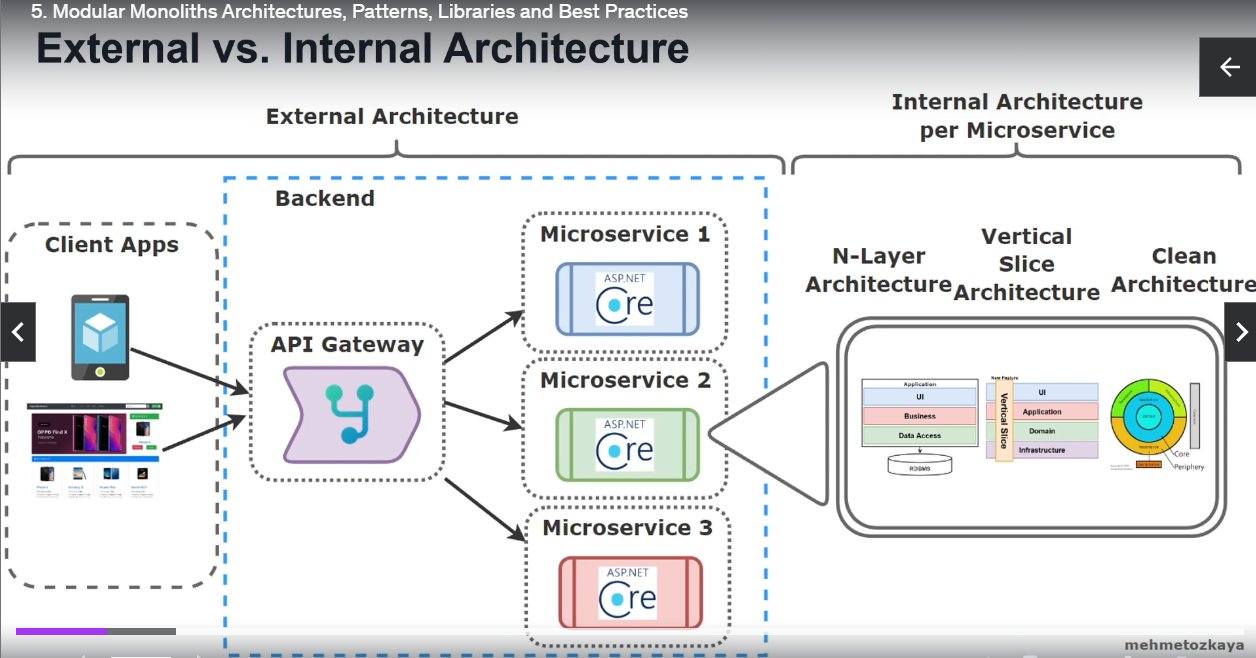 5. Modular Monoliths Architectures, Patterns, Libraries and Best Practices
External vs. Internal Architecture
External Architecture
Internal Architecture
per Microservice
Backend
Client Apps
API Gateway
Microservice 1
ASP.NET
Core
Microservice 2
ASP.NET
Core
Microservice 3
ASP.NET
Core
N-Layer
Architecture
Vertical
Slice
Architecture
Clean
Architecture
Application
UI
Business
Data Access
RDBMS
New Feature
Vertical Slice
UI
Application
Domain
Infrastructure
Core
Periphery
OPPO Find X
mehmetozkaya